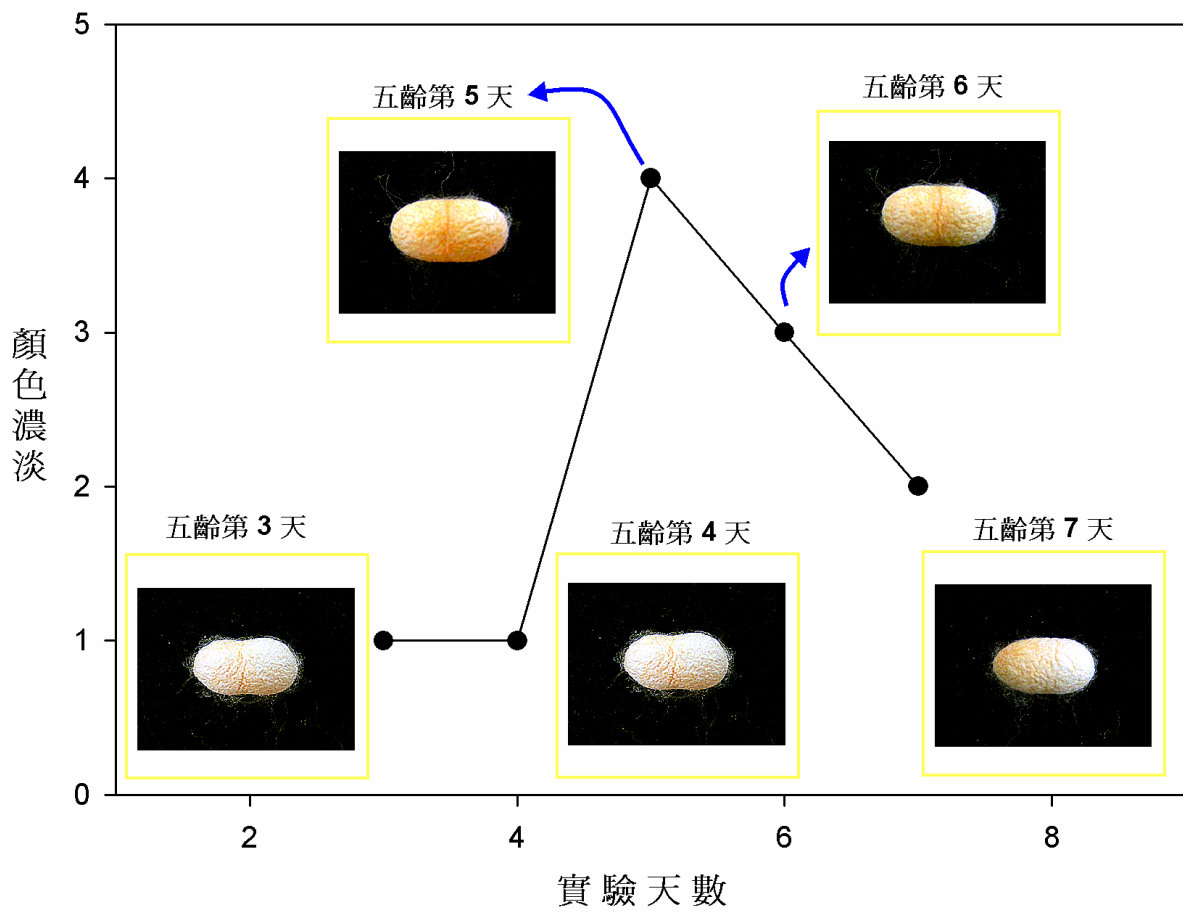 5
五齡第 5 天
五齡第 6 天
4
3
顏色濃淡
2
五齡第 3 天
五齡第 4 天
五齡第 7 天
1
0
2 4 6 8
實驗天數